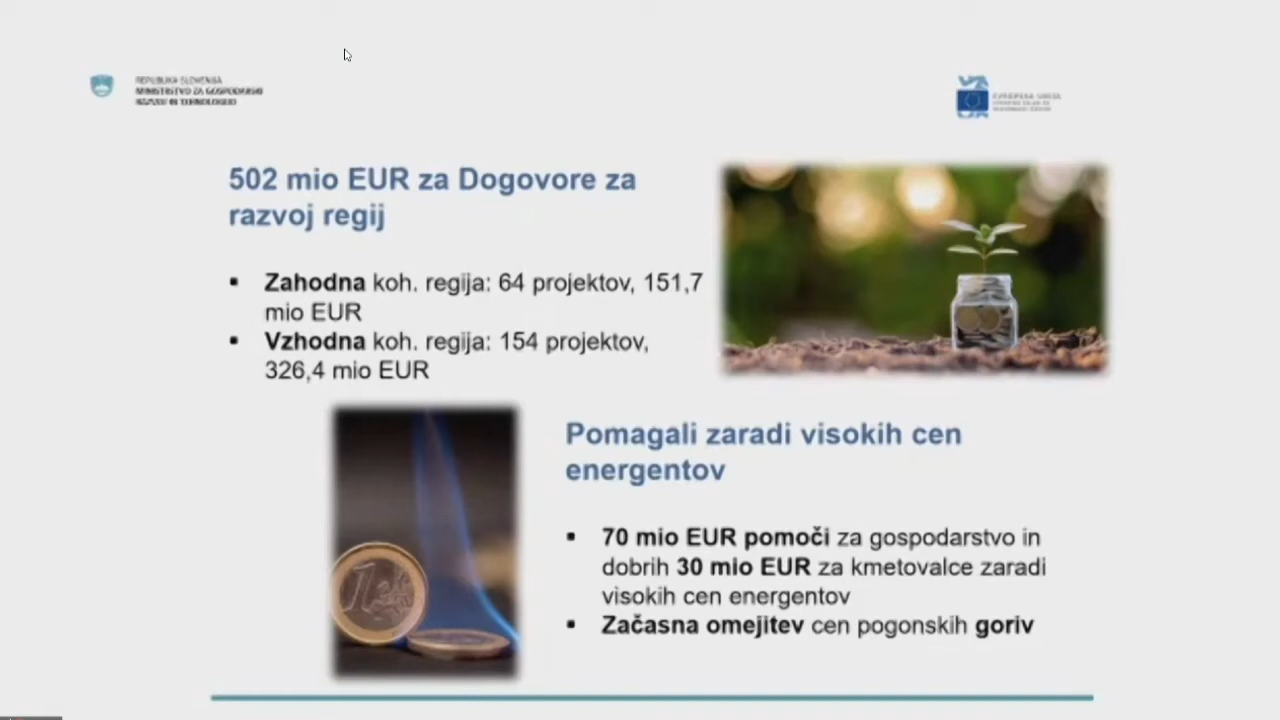 REPUBLIKA SLOVENIJA
MINISTRSTVO ZA GOSPODARSKI
RAZVOJ IN TEHNOLOGIJO
EVROPSKA UNIJA
502 mio EUR za Dogovore za
razvoj regij
▪ Zahodna koh. regija: 64 projektov, 151,7
mio EUR
▪ Vzhodna koh. regija: 154 projektov,
326,4 mio EUR
Pomagali zaradi visokih cen
energentov
▪ 70 mio EUR pomoči za gospodarstvo in
dobrih 30 mio EUR za kmetovalce zaradi
visokih cen energentov
▪ Začasna omejitev cen pogonskih goriv